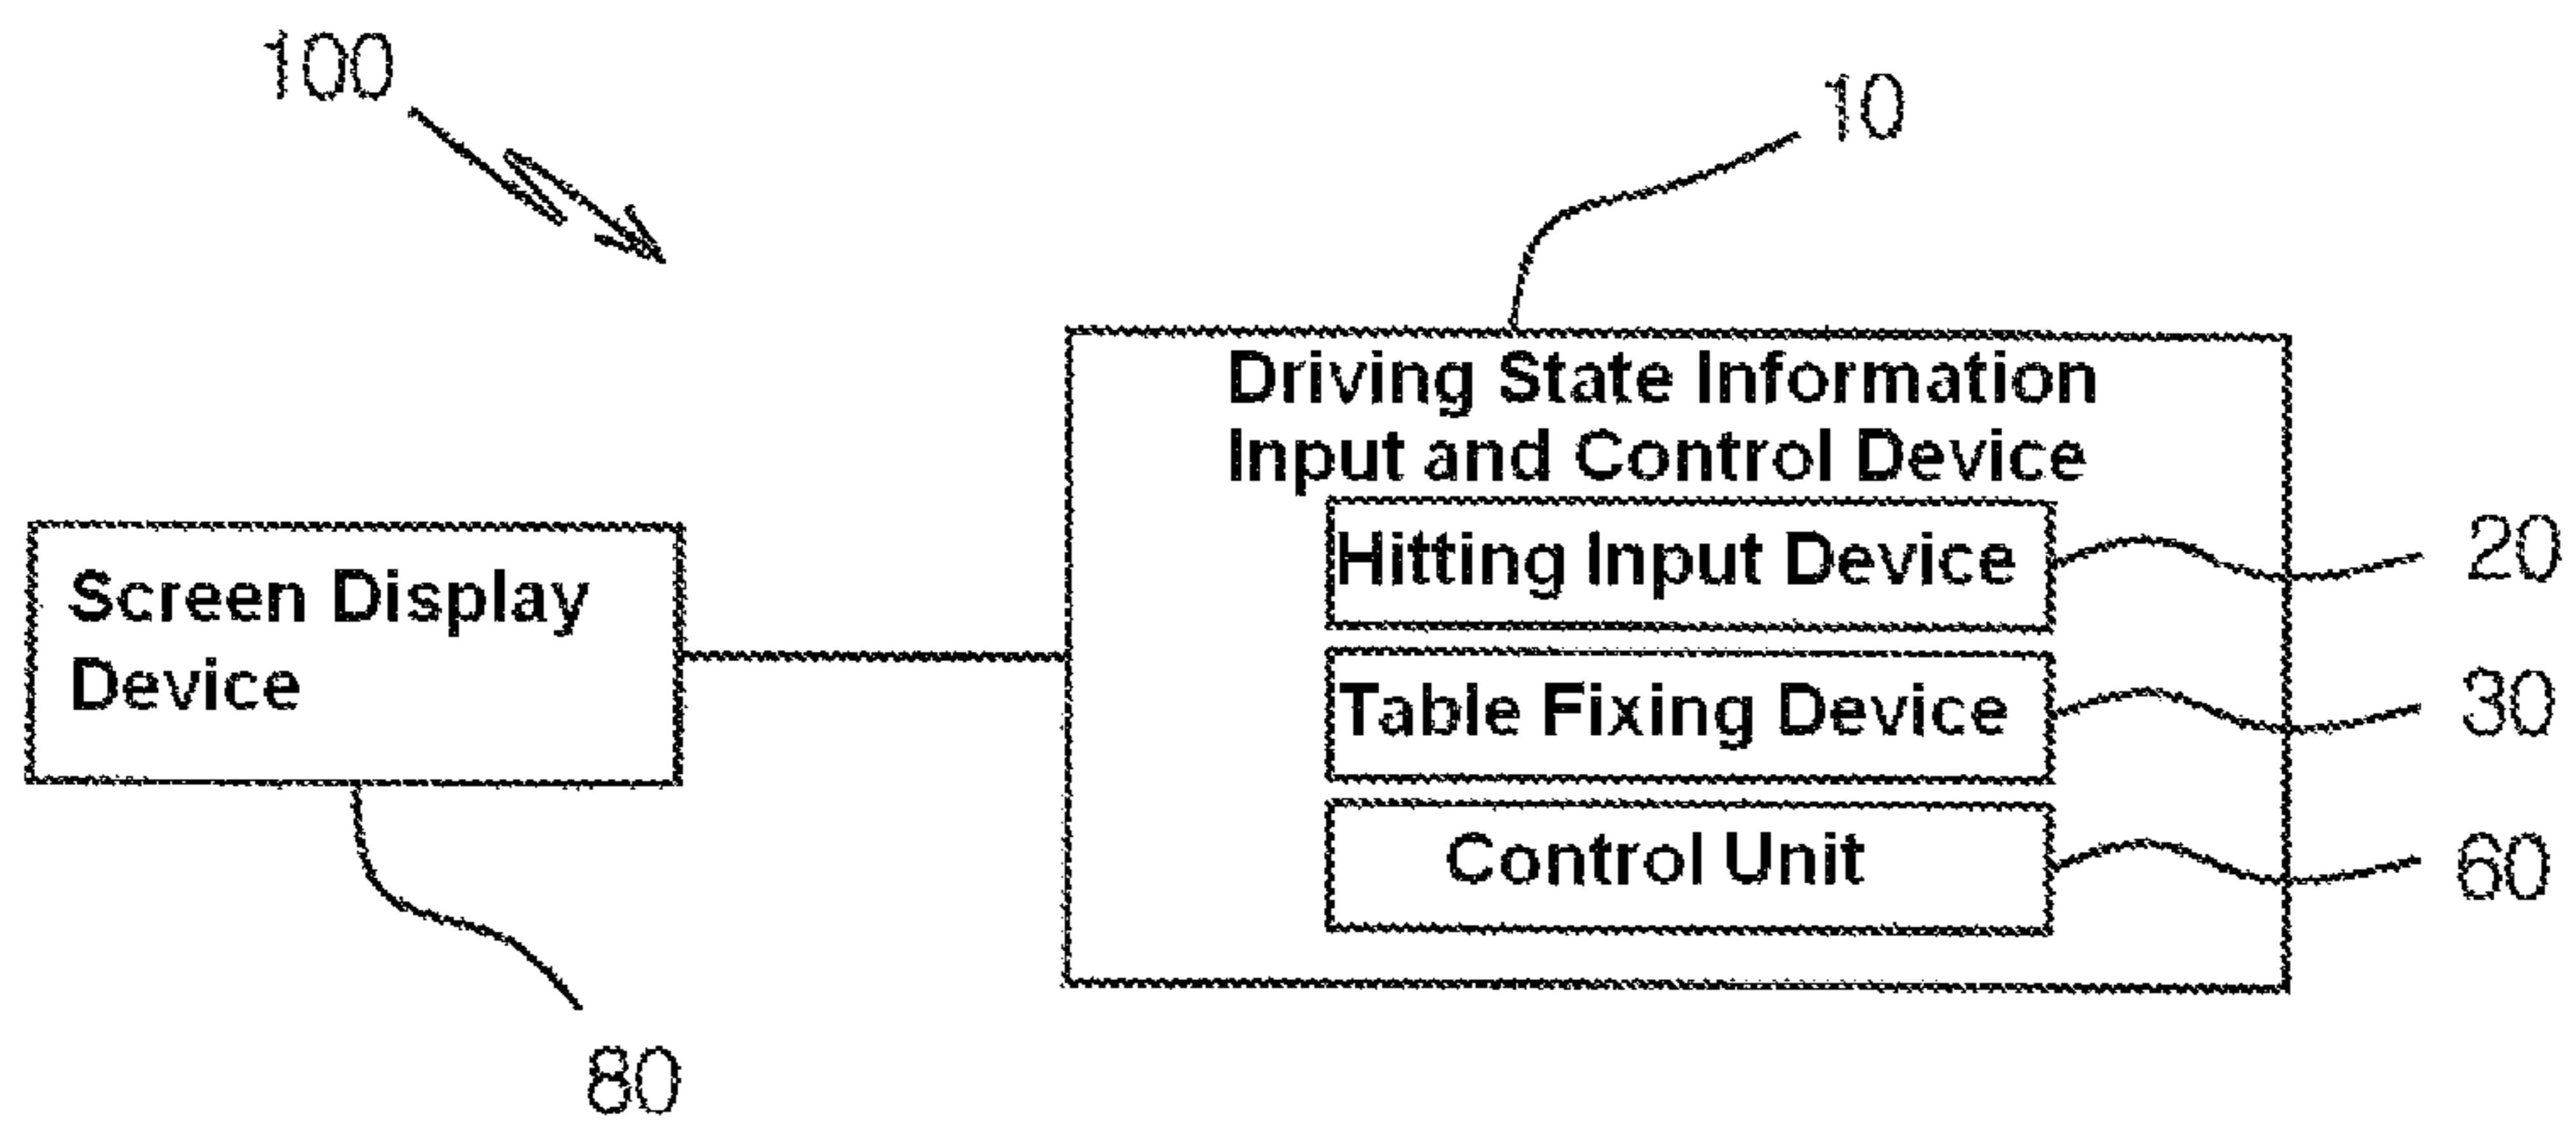 100
10
Driving State Information
Input and Control Device
Hitting Input Device
20
Screen Display
Device
Table Fixing Device
30
Control Unit
60
80